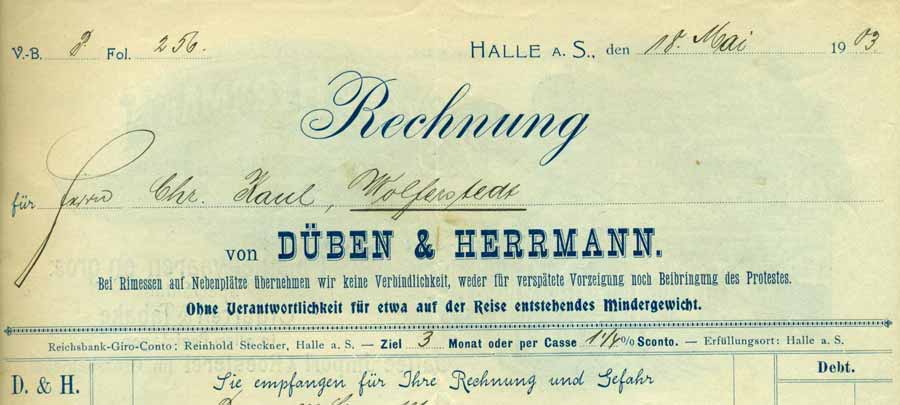 V.-B. Fol. 256. HALLE A. S., den 18. Mai 1903
Rechnung
für Herrn Chr. Kaul, Wolferstedt
von DÜBEN & HERRMANN.
Bei Rimessen auf Nebenplätze übernehmen wir keine Verbindlichkeit, weder für verspätete Vorzeigung noch Beibringung des Protestes.
Ohne Verantwortlichkeit für etwa auf der Reise entstehendes Mindergewicht.
Reichsbank-Giro-Conto: Reinhold Steckner, Halle a. S. — Ziel 3 Monat oder per Casse % Sconto. — Erfüllungsort: Halle a. S.
D. & H. Sie empfangen für Ihre Rechnung und Gefahr Debt.